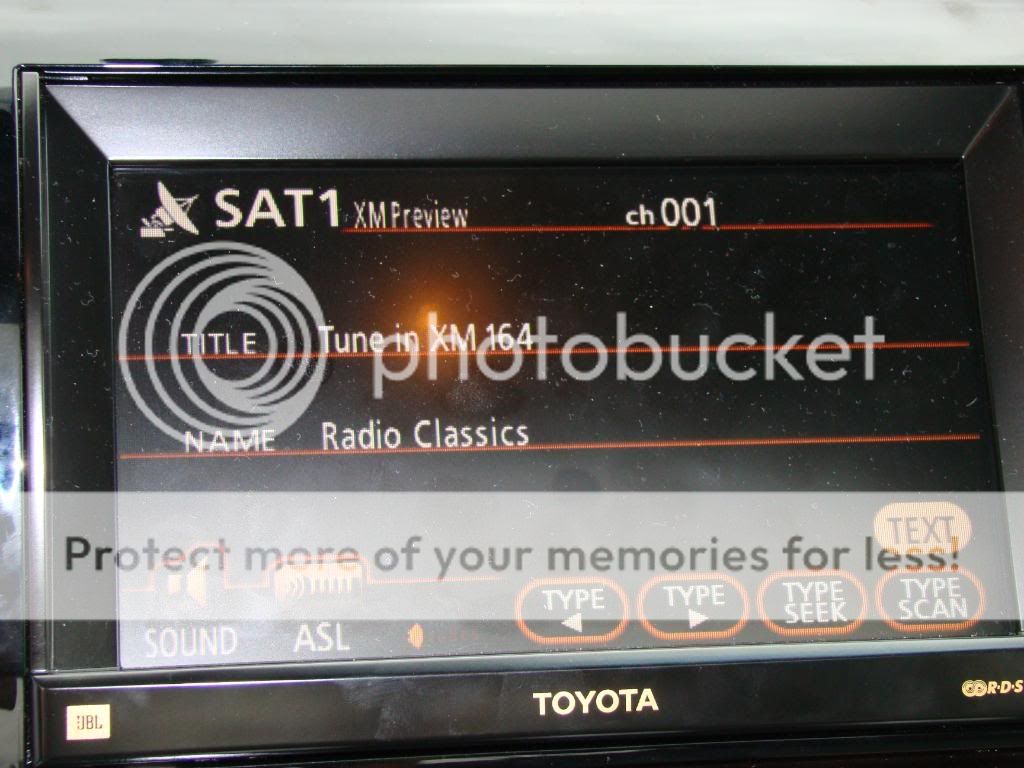 SAT1 XM Preview ch 001
TITLE Tune in XM 164
photobucket
NAME Radio Classics
TEXT
Protect more of your memories for less!
TYPE ◀ TYPE ▶ TYPE SEEK TYPE SCAN
SOUND ASL
JBL TOYOTA R·D·S